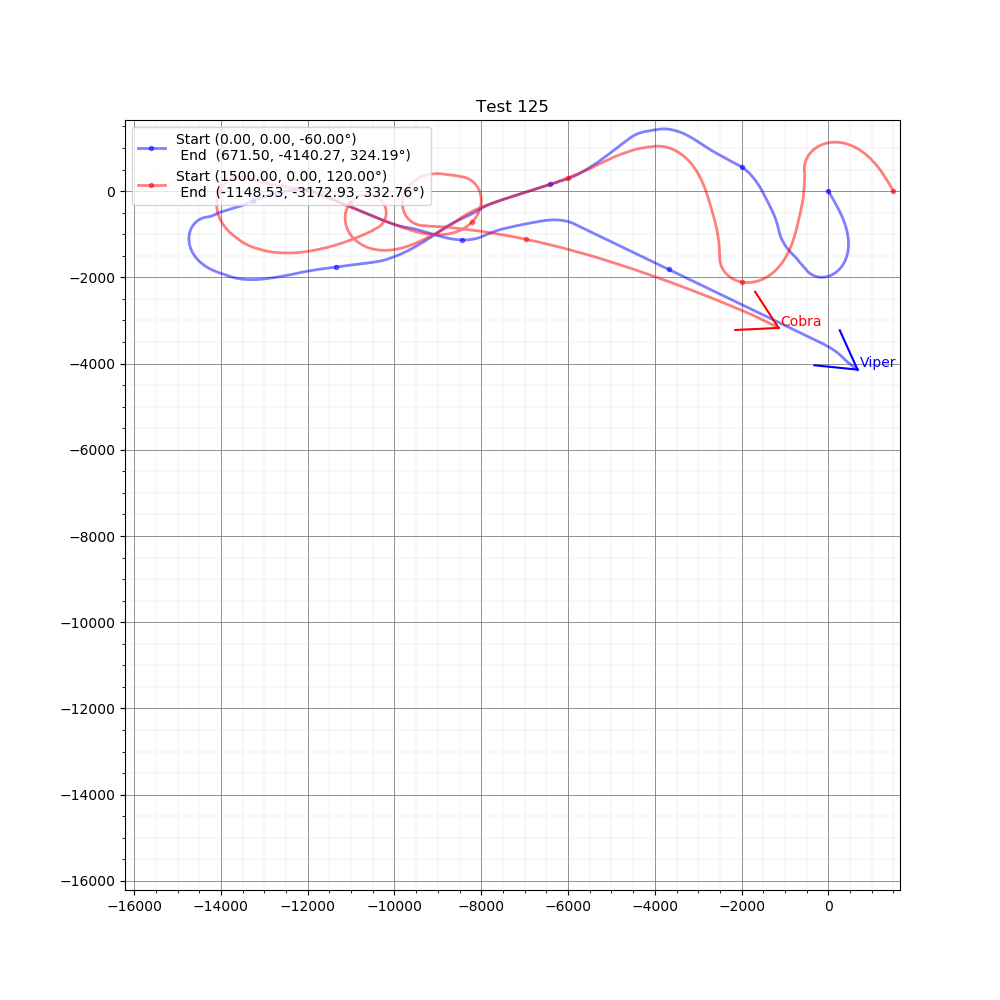 Test 125
Start (0.00, 0.00, -60.00°)
End  (671.50, -4140.27, 324.19°)
Start (1500.00, 0.00, 120.00°)
End  (-1148.53, -3172.93, 332.76°)
0
−2000
−4000
−6000
−8000
−10000
−12000
−14000
−16000
Cobra
Viper
−16000 −14000 −12000 −10000 −8000 −6000 −4000 −2000 0